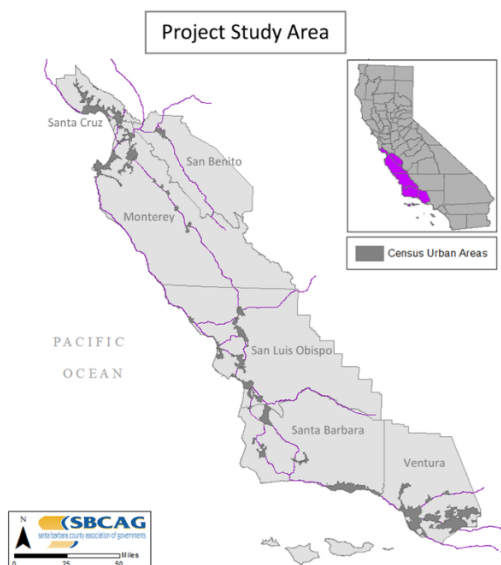 Project Study Area
Santa Cruz
San Benito
Monterey
Census Urban Areas
PACIFIC
OCEAN
San Luis Obispo
Santa Barbara
Ventura
SBCAG
santa barbara county association of governments
N
Miles
0 25 50